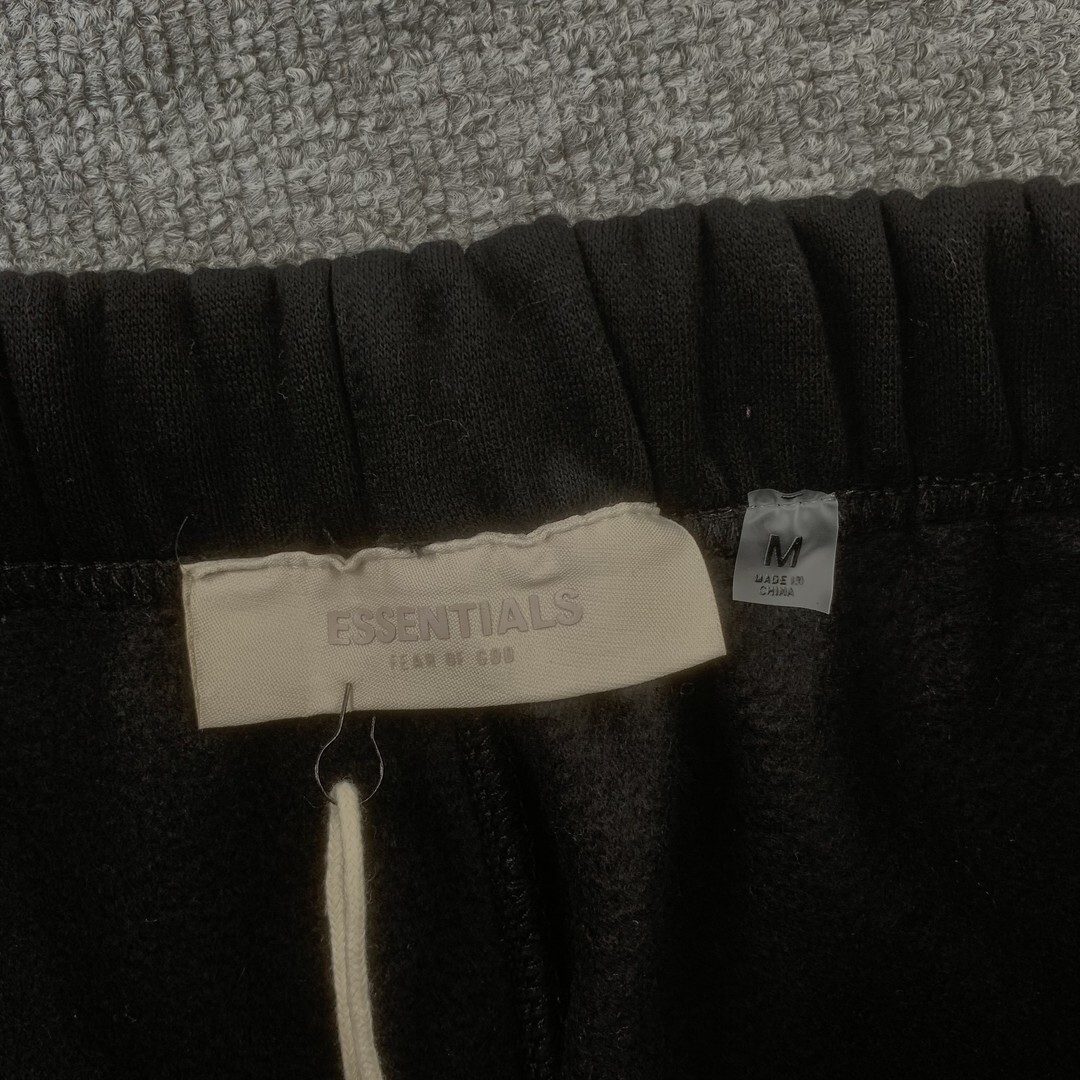 ESSENTIALS
FEAR OF GOD
M
MADE IN
CHINA